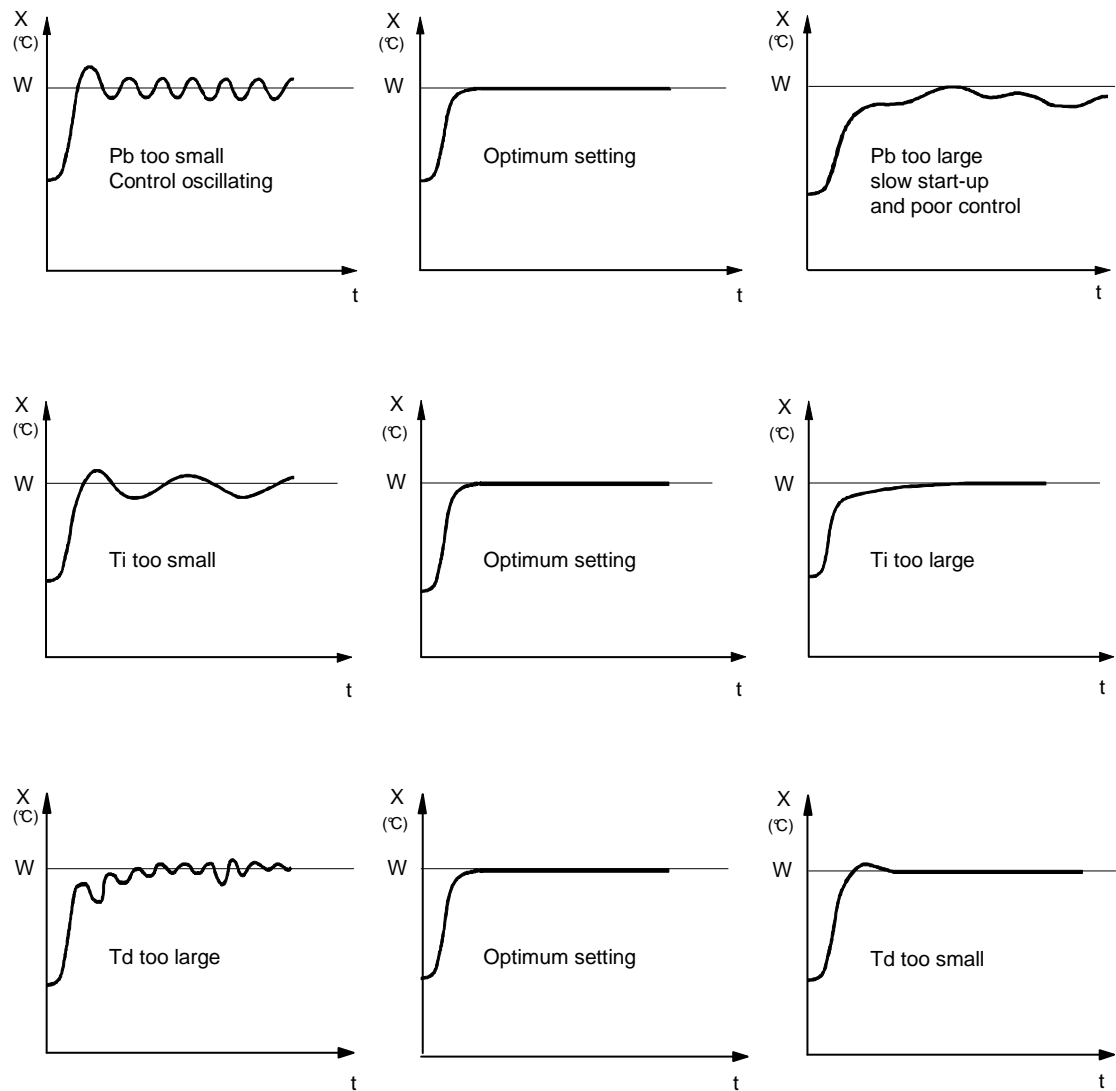 X
(°C)
W
Pb too small
Control oscillating
t
X
(°C)
W
Optimum setting
t
X
(°C)
W
Pb too large
slow start-up
and poor control
t
X
(°C)
W
Ti too small
t
X
(°C)
W
Optimum setting
t
X
(°C)
W
Ti too large
t
X
(°C)
W
Td too large
t
X
(°C)
W
Optimum setting
t
X
(°C)
W
Td too small
t